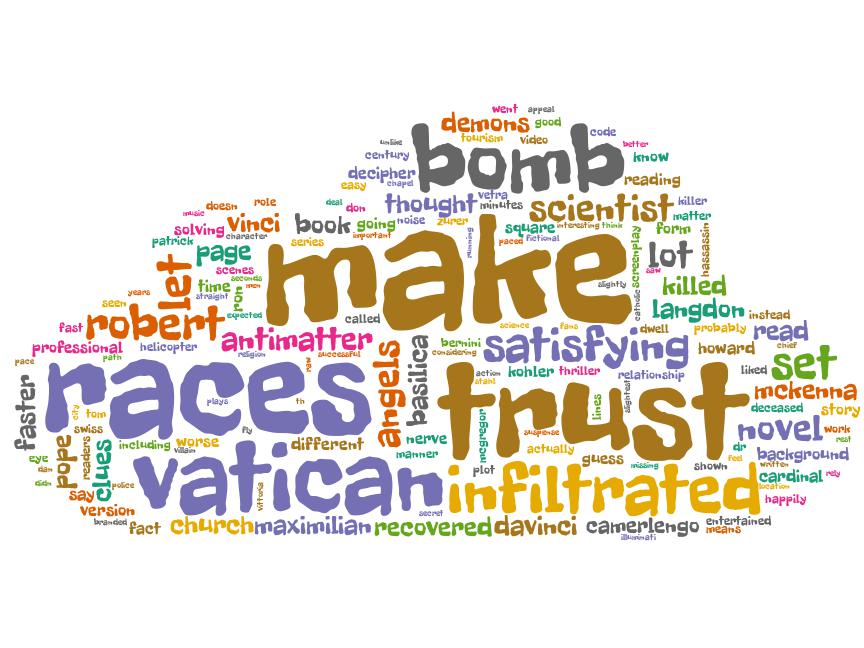 went appeal
demons good
tourism video code
unlike bomb better
century know
decipher chapel
easy reading
deal vetra
thought minutes scientist killer
doesn role don
music matter
solving vinci book going noise zurer square interesting think form
character important
patrick page series paced fictional lot hassassin
running screenplay
let scenes make saw
seconds killed
time men slightly
years straight ron catholic
seen langdon instead
robert expected called
fast science fans dwell probably read
antimatter
professional helicopter bernini satisfying howard
religion successful considering
pace path liked set
races raw angels basilica action kohler thriller relationship
stahl trust slightest mckenna
plays th lines deceased
faster city tom mcgregor story
swiss fly suspense novel work
nerve dr rest
eye pope readers including worse different actually feel
villain manner guess background
dan clues missing
plot shown written
didn police vatican infiltrated cardinal rely
say location
vittoria happily
version secret
branded fact church maximilian recovered davinci camerlengo entertained
means
illuminati
chief